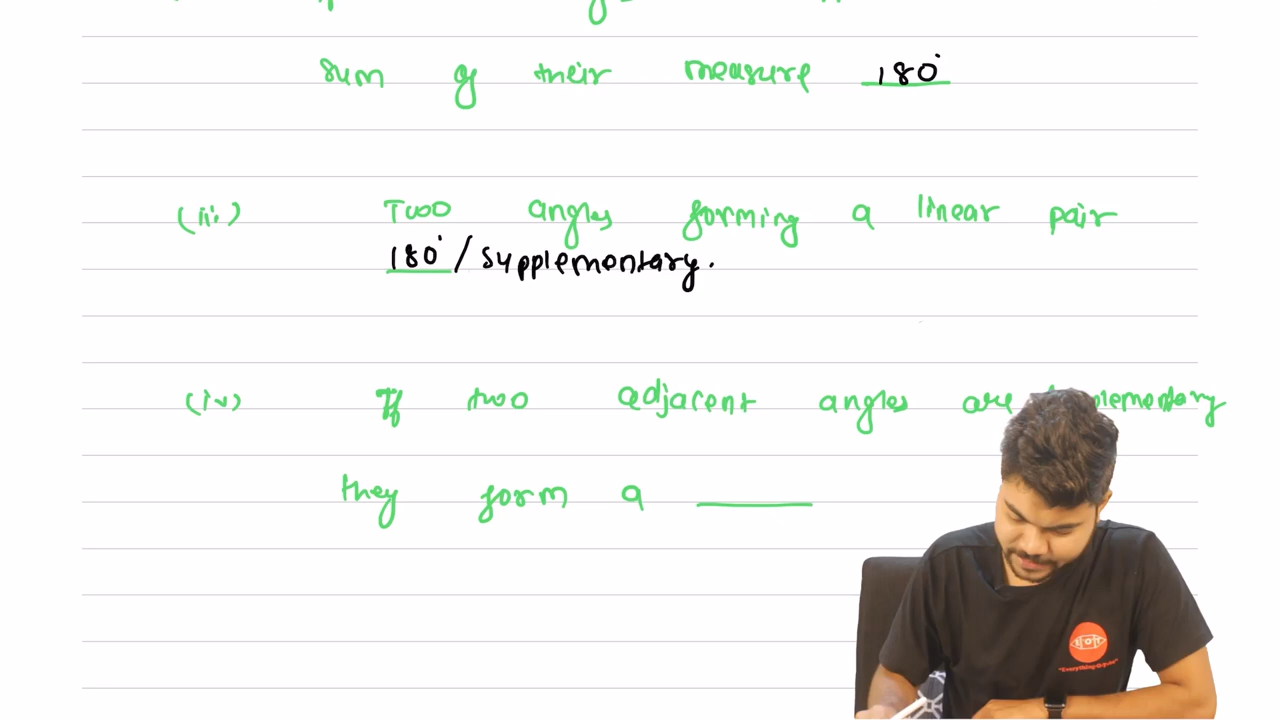 sum of their measure 180°
(iii) Two angles forming a linear pair
180° / supplementary.
(iv) If two adjacent angles are
they form a